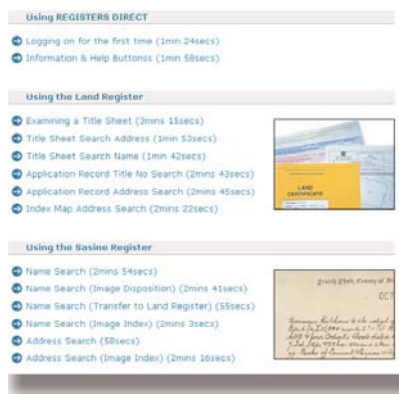 Using REGISTERS DIRECT
Logging on for the first time (1min 24secs)
Information & Help Buttonss (1min 58secs)
Using the Land Register
Examining a Title Sheet (3mins 15secs)
Title Sheet Search Address (1min 53secs)
Title Sheet Search Name (1min 42secs)
Application Record Title No Search (2mins 43secs)
Application Record Address Search (2mins 45secs)
Index Map Address Search (2mins 22secs)
LAND
CERTIFICATE
Using the Sasine Register
Name Search (2mins 54secs)
Name Search (Image Disposition) (2mins 41secs)
Name Search (Transfer to Land Register) (55secs)
Name Search (Image Index) (2mins 3secs)
Address Search (58secs)
Address Search (Image Index) (2mins 16secs)
County of
OCT